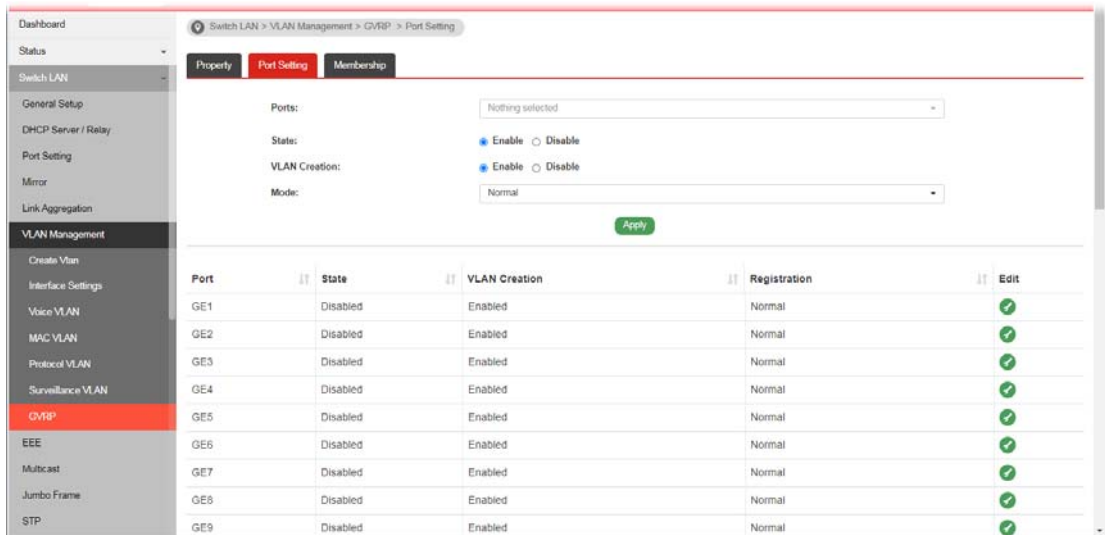 Dashboard
Status
Switch LAN
General Setup
DHCP Server / Relay
Port Setting
Mirror
Link Aggregation
VLAN Management
Create Vlan
Interface Settings
Voice VLAN
MAC VLAN
Protocol VLAN
Surveillance VLAN
GVRP
EEE
Multicast
Jumbo Frame
STP
Switch LAN > VLAN Management > GVRP > Port Setting
Property Port Setting Membership
Ports: Nothing selected
State: Enable Disable
VLAN Creation: Enable Disable
Mode: Normal
Apply
Port State VLAN Creation Registration Edit
GE1 Disabled Enabled Normal
GE2 Disabled Enabled Normal
GE3 Disabled Enabled Normal
GE4 Disabled Enabled Normal
GE5 Disabled Enabled Normal
GE6 Disabled Enabled Normal
GE7 Disabled Enabled Normal
GE8 Disabled Enabled Normal
GE9 Disabled Enabled Normal